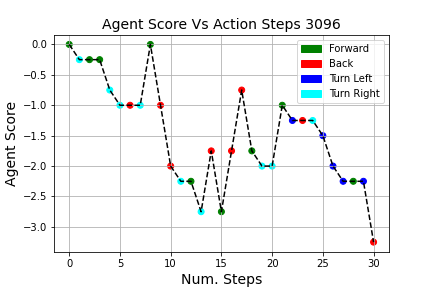 Agent Score Vs Action Steps 3096
Agent Score
0.0
−0.5
−1.0
−1.5
−2.0
−2.5
−3.0
Forward
Back
Turn Left
Turn Right
0 5 10 15 20 25 30
Num. Steps